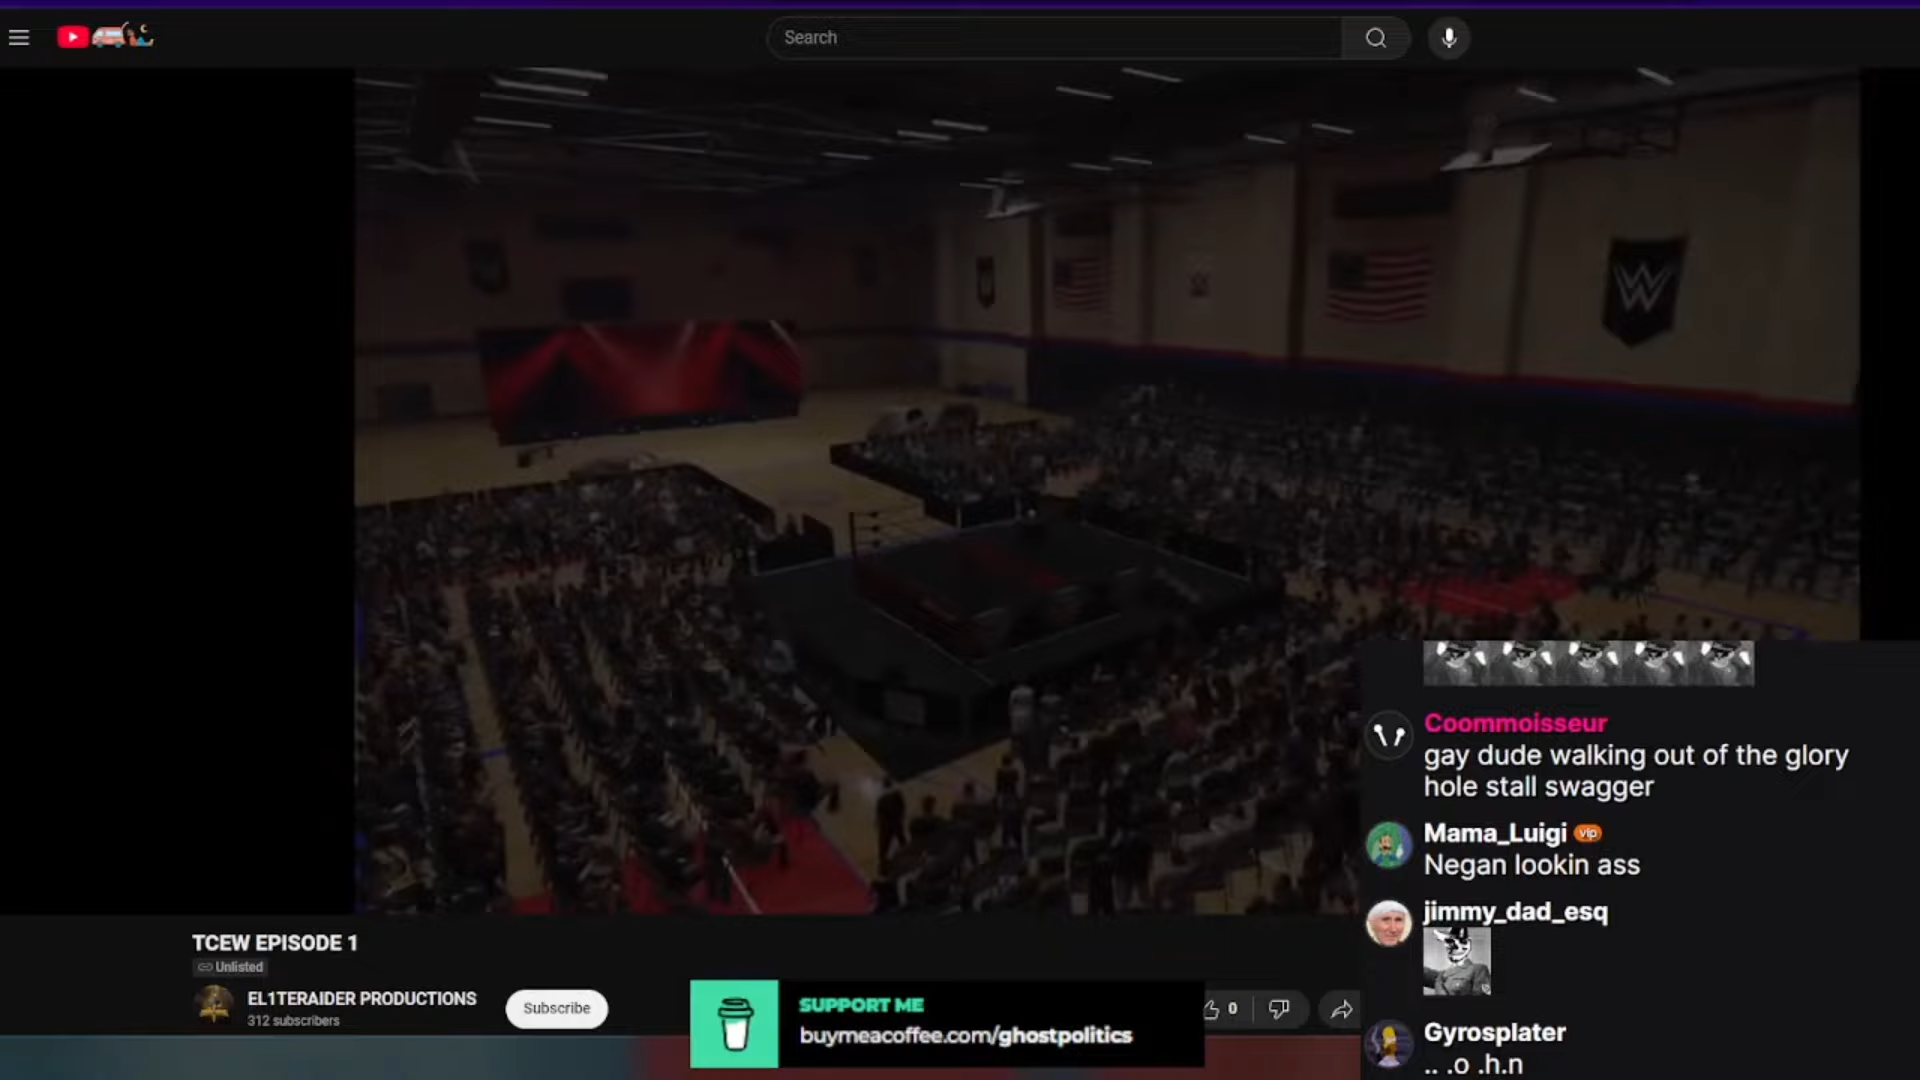 Search
W
Coommoisseur
gay dude walking out of the glory
hole stall swagger
Mama_Luigi vip
Negan lookin ass
jimmy_dad_esq
Gyrosplater
.. .o .h.n
TCEW EPISODE 1
Unlisted
EL1TERAIDER PRODUCTIONS
312 subscribers
Subscribe
SUPPORT ME
buymeacoffee.com/ghostpolitics
0